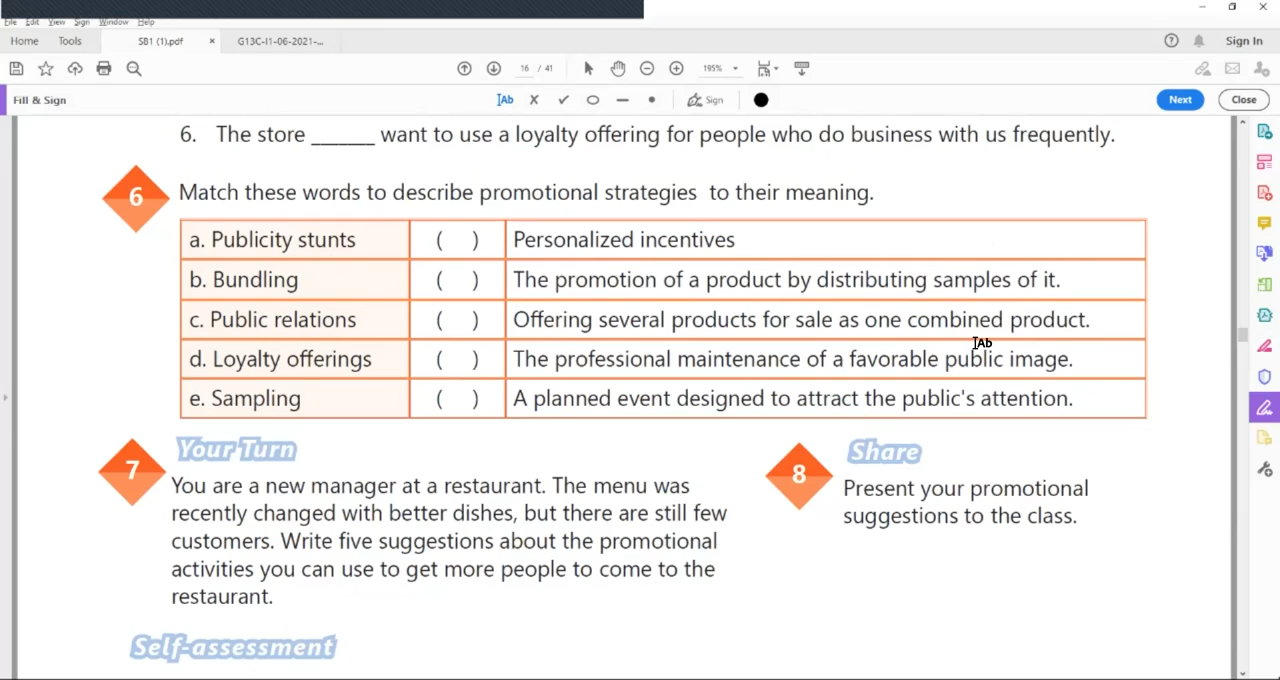 File Edit View Sign Window Help
Home Tools SB1 (1).pdf × G13C-I1-06-2021-... Sign In
16 / 41 195% Sign
Fill & Sign Ab Sign Next Close
6. The store ______ want to use a loyalty offering for people who do business with us frequently.
6 Match these words to describe promotional strategies to their meaning.
a. Publicity stunts ( ) Personalized incentives
b. Bundling ( ) The promotion of a product by distributing samples of it.
c. Public relations ( ) Offering several products for sale as one combined product.
Ab
d. Loyalty offerings ( ) The professional maintenance of a favorable public image.
e. Sampling ( ) A planned event designed to attract the public's attention.
7 Your Turn
You are a new manager at a restaurant. The menu was
recently changed with better dishes, but there are still few
customers. Write five suggestions about the promotional
activities you can use to get more people to come to the
restaurant.
8 Share
Present your promotional
suggestions to the class.
Self-assessment